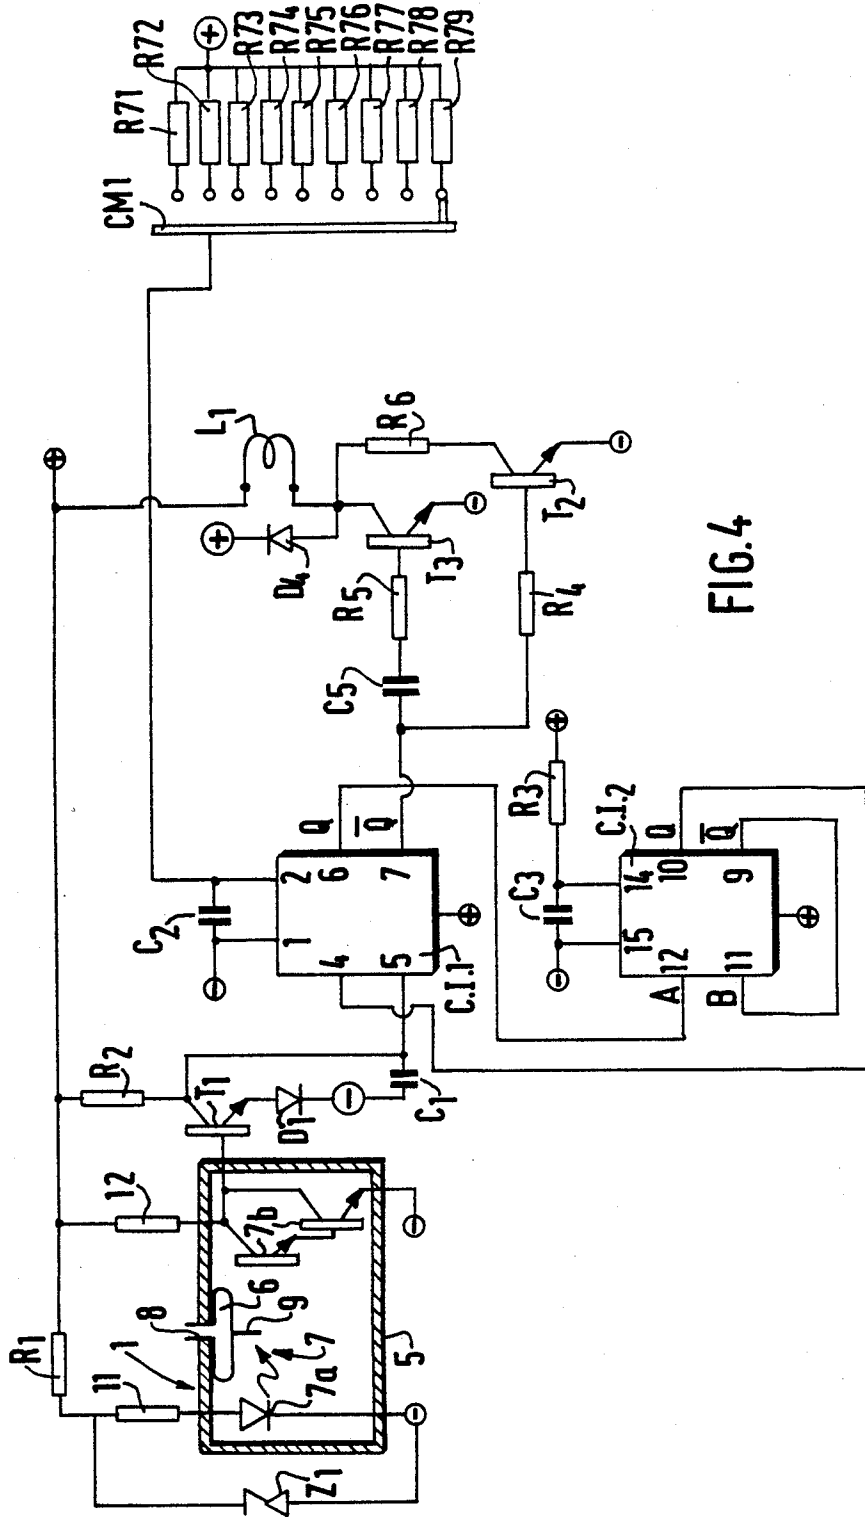 R71
R72
R73
R74
R75
R76
R77
R78
R79
CM1
L1
D4
R6
T3
R5
C5
T2
R4
FIG.4
R3
C.I.2
C3
14
10
Q
9
Q̅
15
12
A
11
B
C2
1
2
6
Q
7
Q̅
4
5
C.I.1
R2
T1
D1
C1
12
7b
R1
11
1
8
6
9
7
7a
5
Z1